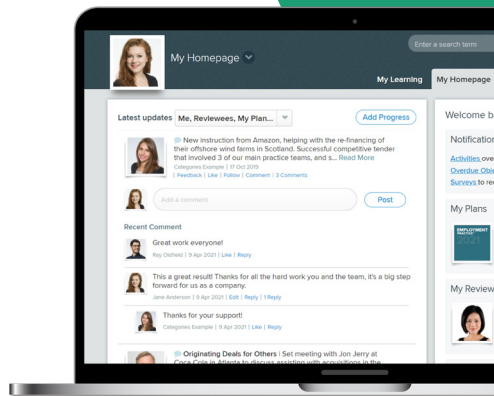 Enter a search term
My Homepage
My Learning
My Homepage
Latest updates
Me, Reviewees, My Plan...
Add Progress
New instruction from Amazon, helping with the re-financing of
their offshore wind farms in Scotland. Successful competitive tender
that involved 3 of our main practice teams, and s... Read More
Categories Example | 17 Oct 2019
| Feedback | Like | Follow | Comment | 3 Comments
Add a comment
Post
Recent Comment
Great work everyone!
Ray Oldfield | 9 Apr 2021 | Like | Reply
This a great result! Thanks for all the hard work you and the team, it's a big step
forward for us as a company.
Jane Anderson | 9 Apr 2021 | Edit | Reply | 1 Reply
Thanks for your support!
Categories Example | 9 Apr 2021 | Like | Reply
Originating Deals for Others | Set meeting with Jon Jerry at
Coca Cola in Atlanta to discuss assisting with acquisitions in the
Welcome b
Notification
Activities ove
Overdue Obje
Surveys to re
My Plans
EMPLOYMENT
PRACTICE
2021
My Review